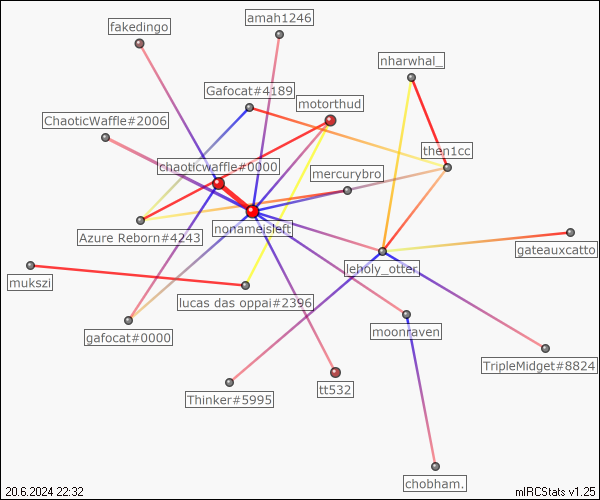 amah1246
fakedingo
nharwhal_
Gafocat#4189
motorthud
ChaoticWaffle#2006
then1cc
chaoticwaffle#0000
mercurybro
nonameisleft
Azure Reborn#4243
gateauxcatto
leholy_otter
mukszi
lucas das oppai#2396
moonraven
gafocat#0000
TripleMidget#8824
tt532
Thinker#5995
chobham.
20.6.2024 22:32
mIRCStats v1.25